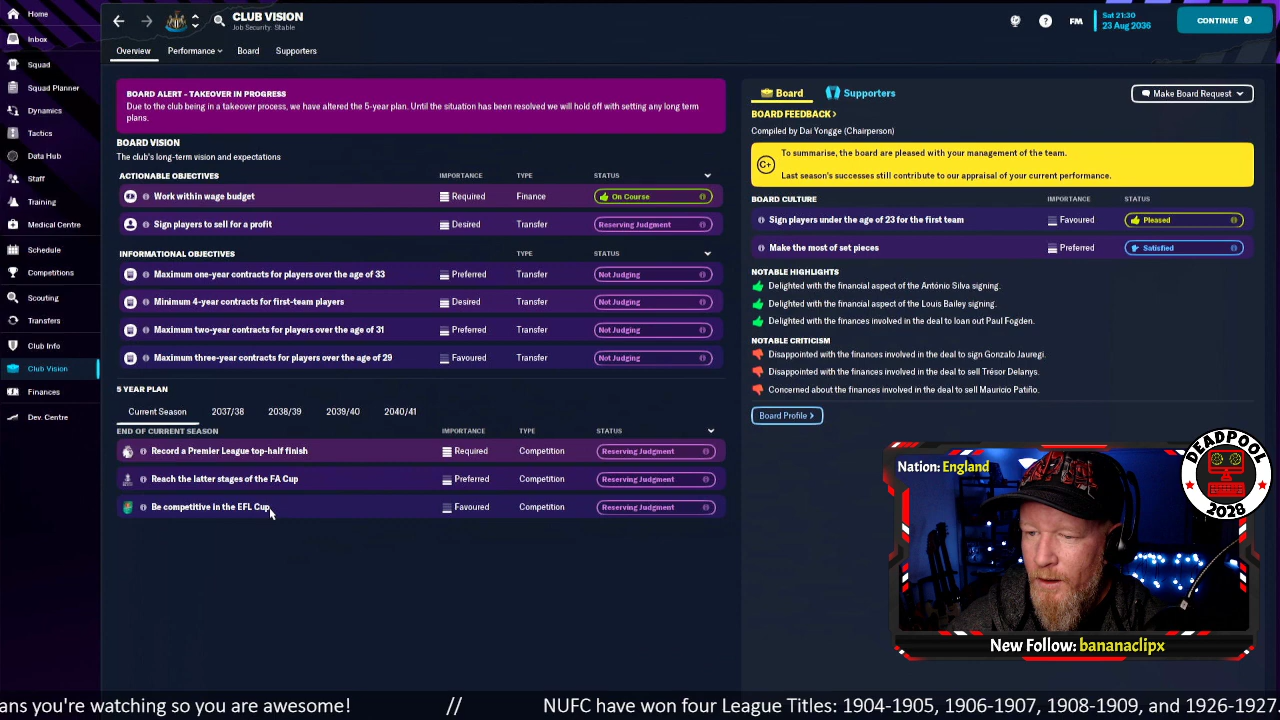 Home
Inbox
Squad
Squad Planner
Dynamics
Tactics
Data Hub
Staff
Training
Medical Centre
Schedule
Competitions
Scouting
Transfers
Club Info
Club Vision
Finances
Dev. Centre
CLUB VISION
Job Security: Stable
FM
Sat 21:30
23 Aug 2036
CONTINUE
Overview Performance Board Supporters
BOARD ALERT - TAKEOVER IN PROGRESS
Due to the club being in a takeover process, we have altered the 5-year plan. Until the situation has been resolved we will hold off with setting any long term
plans.
BOARD VISION
The club's long-term vision and expectations
ACTIONABLE OBJECTIVES IMPORTANCE TYPE STATUS
Work within wage budget Required Finance On Course
Sign players to sell for a profit Desired Transfer Reserving Judgment
INFORMATIONAL OBJECTIVES TYPE STATUS
Maximum one-year contracts for players over the age of 33 Preferred Transfer Not Judging
Minimum 4-year contracts for first-team players Desired Transfer Not Judging
Maximum two-year contracts for players over the age of 31 Preferred Transfer Not Judging
Maximum three-year contracts for players over the age of 29 Favoured Transfer Not Judging
5 YEAR PLAN
Current Season 2037/38 2038/39 2039/40 2040/41
END OF CURRENT SEASON IMPORTANCE TYPE STATUS
Record a Premier League top-half finish Required Competition Reserving Judgment
Reach the latter stages of the FA Cup Preferred Competition Reserving Judgment
Be competitive in the EFL Cup Favoured Competition Reserving Judgment
Board Supporters Make Board Request
BOARD FEEDBACK
Compiled by Dai Yongge (Chairperson)
C+
To summarise, the board are pleased with your management of the team.
Last season's successes still contribute to our appraisal of your current performance.
BOARD CULTURE IMPORTANCE STATUS
Sign players under the age of 23 for the first team Favoured Pleased
Make the most of set pieces Preferred Satisfied
NOTABLE HIGHLIGHTS
Delighted with the financial aspect of the António Silva signing.
Delighted with the financial aspect of the Louis Bailey signing.
Delighted with the finances involved in the deal to loan out Paul Fogden.
NOTABLE CRITICISM
Disappointed with the finances involved in the deal to sign Gonzalo Jauregi.
Disappointed with the finances involved in the deal to sell Trésor Delanys.
Concerned about the finances involved in the deal to sell Mauricio Patiño.
Board Profile
Nation: England
DEADPOOL
2028
New Follow: bananaclipx
ans you're watching so you are awesome! // NUFC have won four League Titles: 1904-1905, 1906-1907, 1908-1909, and 1926-1927.